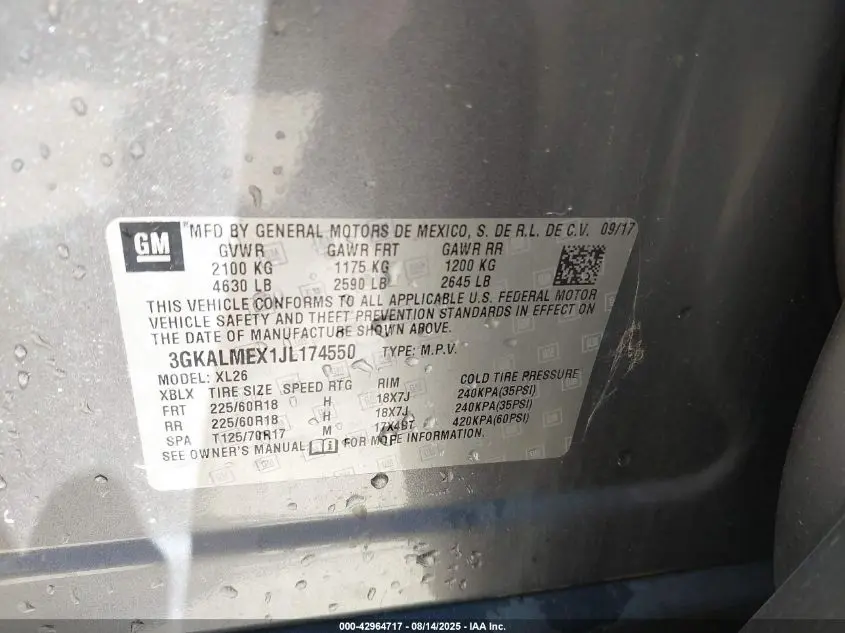 GM
"MFD BY GENERAL MOTORS DE MEXICO, S. DE R.L. DE C.V. 09/17
GVWR GAWR FRT GAWR RR
2100 KG 1175 KG 1200 KG
4630 LB 2590 LB 2645 LB
THIS VEHICLE CONFORMS TO ALL APPLICABLE U.S. FEDERAL MOTOR
VEHICLE SAFETY AND THEFT PREVENTION STANDARDS IN EFFECT ON
THE DATE OF MANUFACTURE SHOWN ABOVE.
3GKALMEX1JL174550 TYPE: M.P.V.
MODEL: XL26
XBLX TIRE SIZE SPEED RTG RIM COLD TIRE PRESSURE
FRT 225/60R18 H 18X7J 240KPA(35PSI)
RR 225/60R18 H 18X7J 240KPA(35PSI)
SPA T125/70R17 M 17X4BT 420KPA(60PSI)
SEE OWNER'S MANUAL FOR MORE INFORMATION.
000-42964717 - 08/14/2025 - IAA Inc.